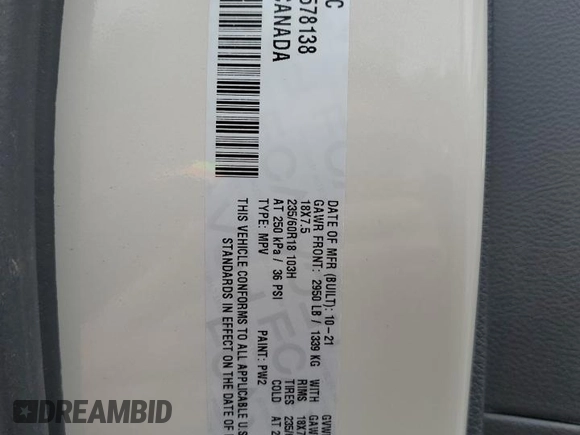 C
578138
CANADA
DATE OF MFR (BUILT): 10-21
GAWR FRONT: 2950 LB / 1339 KG WITH
18X7.5 RIMS
235/60R18 103H TIRES
AT 250 kPa / 36 PSI COLD
TYPE: MPV PAINT: PW2
THIS VEHICLE CONFORMS TO ALL APPLICABLE U.S
STANDARDS IN EFFECT ON THE DATE OF
GVW
GAW
18X7
235/6
AT 2
DREAMBID